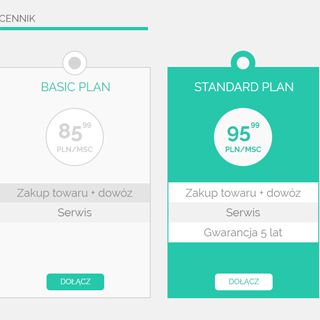 CENNIK
BASIC PLAN
85 99
PLN/MSC
Zakup towaru + dowóz
Serwis
DOŁĄCZ
STANDARD PLAN
95 99
PLN/MSC
Zakup towaru + dowóz
Serwis
Gwarancja 5 lat
DOŁĄCZ